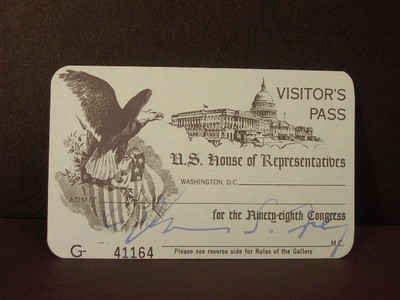 VISITOR'S
PASS
U.S. House of Representatives
WASHINGTON, D.C.
ADMIT
for the Ninety-eighth Congress
M.C.
G- 41164
Please see reverse side for Rules of the Gallery